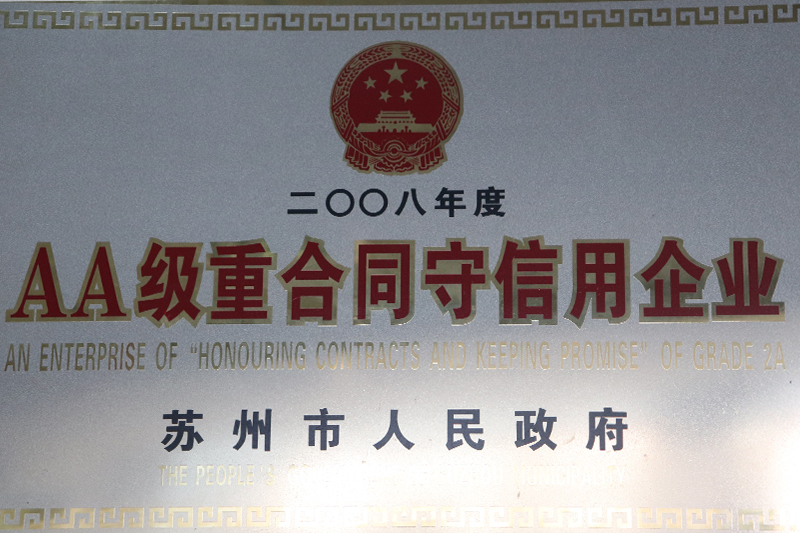 二〇〇八年度
AA级重合同守信用企业
AN ENTERPRISE OF "HONOURING CONTRACTS AND KEEPING PROMISE" OF GRADE 2A
苏州市人民政府
THE PEOPLE'S